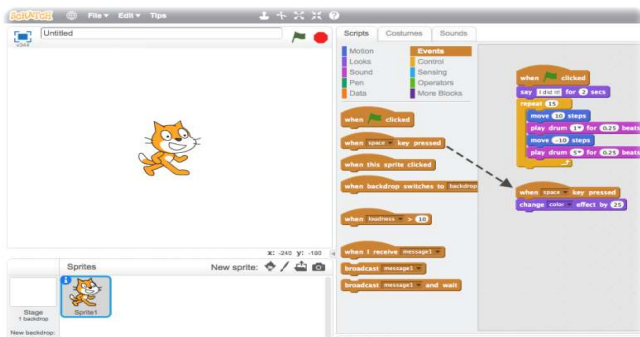 SCRATCH File Edit Tips
Untitled
v344
X: -240 y: -180
Sprites New sprite:
Sprite1
Stage
1 backdrop
New backdrop:
Scripts Costumes Sounds
Motion Events
Looks Control
Sound Sensing
Pen Operators
Data More Blocks
when clicked
when space key pressed
when this sprite clicked
when backdrop switches to backdrop
when loudness > 10
when I receive message1
broadcast message1
broadcast message1 and wait
when clicked
say I did it! for 2 secs
repeat 15
move 10 steps
play drum 1 for 0.25 beats
move -10 steps
play drum 5 for 0.25 beats
when space key pressed
change color effect by 25